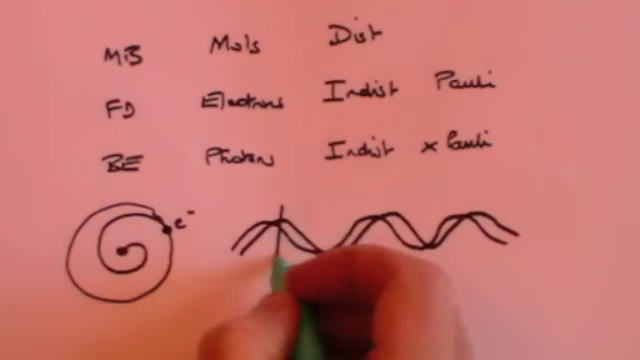 MB Mols Dist
FD Electrons Indist Pauli
BE Photons Indist x Pauli
e-